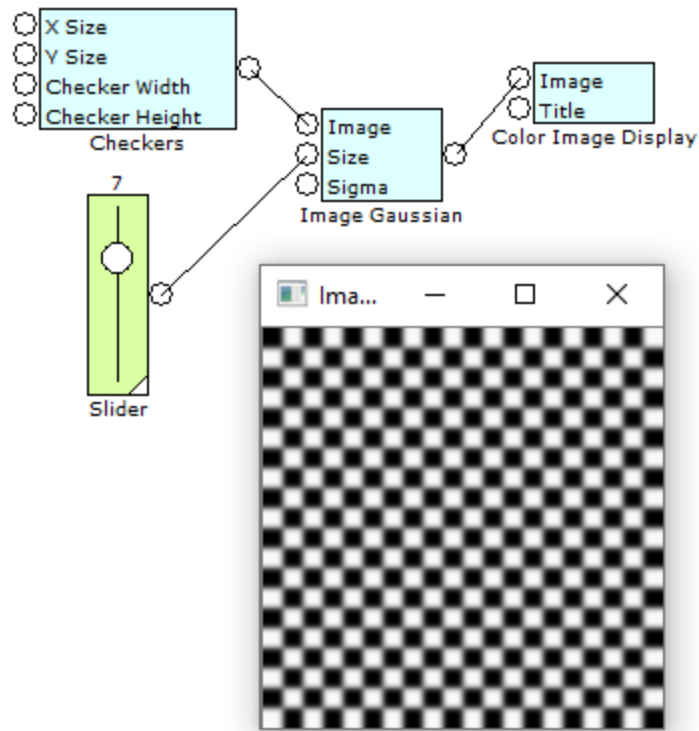 X Size
Y Size
Checker Width
Checker Height
Checkers
Image
Title
Color Image Display
Image
Size
Sigma
Image Gaussian
7
Slider
Ima...